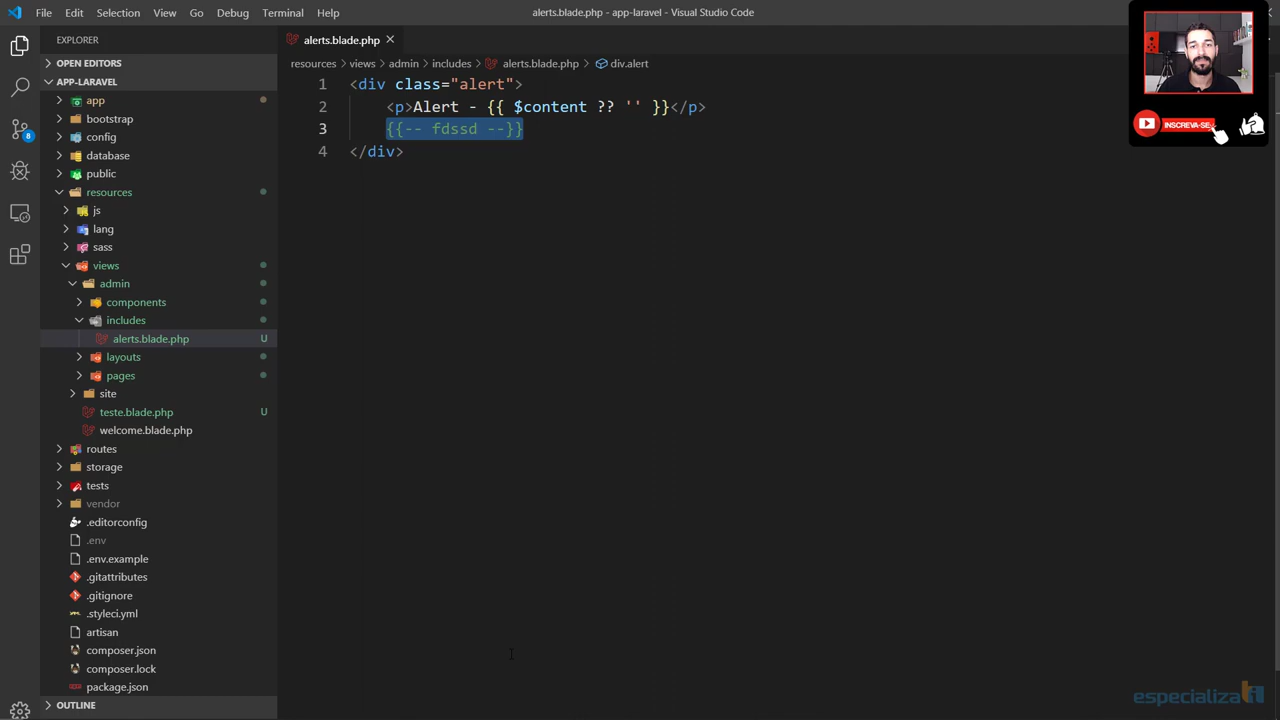 File Edit Selection View Go Debug Terminal Help
alerts.blade.php - app-laravel - Visual Studio Code
EXPLORER
OPEN EDITORS
APP-LARAVEL
app
bootstrap
config
database
public
resources
js
lang
sass
views
admin
components
includes
alerts.blade.php U
layouts
pages
site
teste.blade.php U
welcome.blade.php
routes
storage
tests
vendor
.editorconfig
.env
.env.example
.gitattributes
.gitignore
.styleci.yml
artisan
composer.json
composer.lock
package.json
OUTLINE
8
alerts.blade.php
resources > views > admin > includes > alerts.blade.php > div.alert
1 <div class="alert">
2 <p>Alert - {{ $content ?? '' }}</p>
3 {{-- fdssd --}}
4 </div>
INSCREVA-SE
especializati